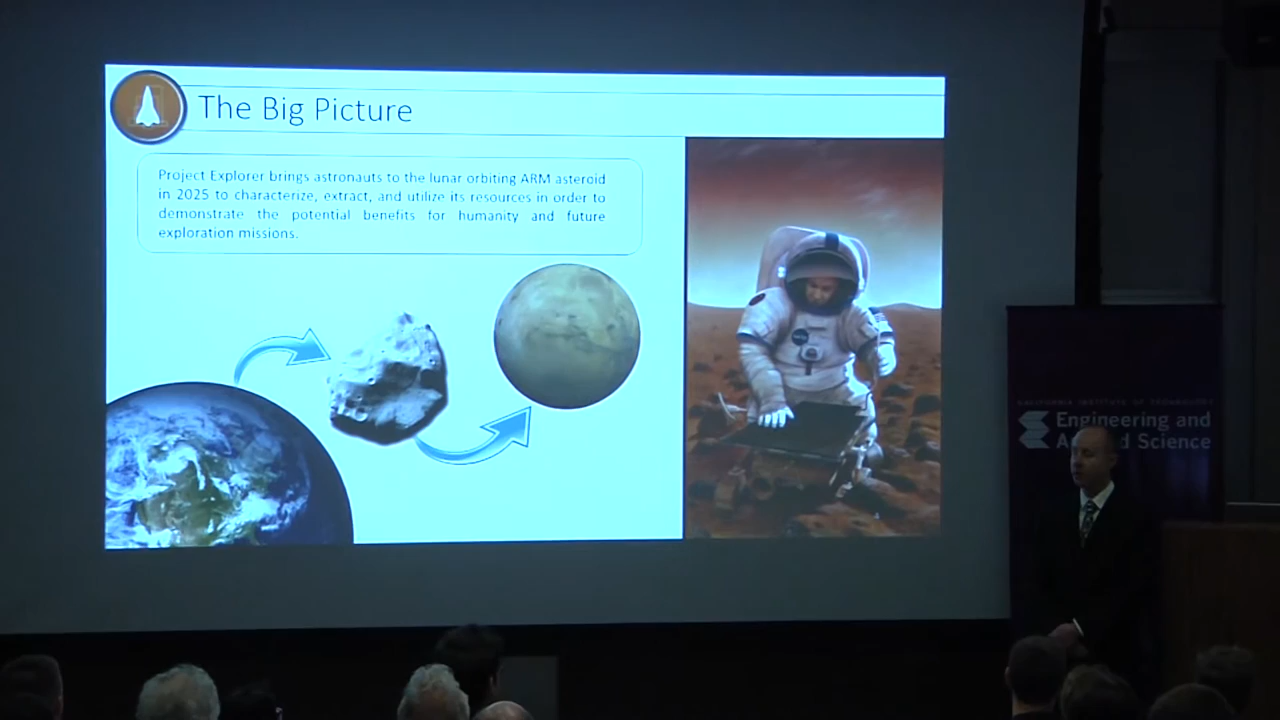 The Big Picture
Project Explorer brings astronauts to the lunar orbiting ARM asteroid
in 2025 to characterize, extract, and utilize its resources in order to
demonstrate the potential benefits for humanity and future
exploration missions.
CALIFORNIA INSTITUTE OF TECHNOLOGY
Engineering and
Science